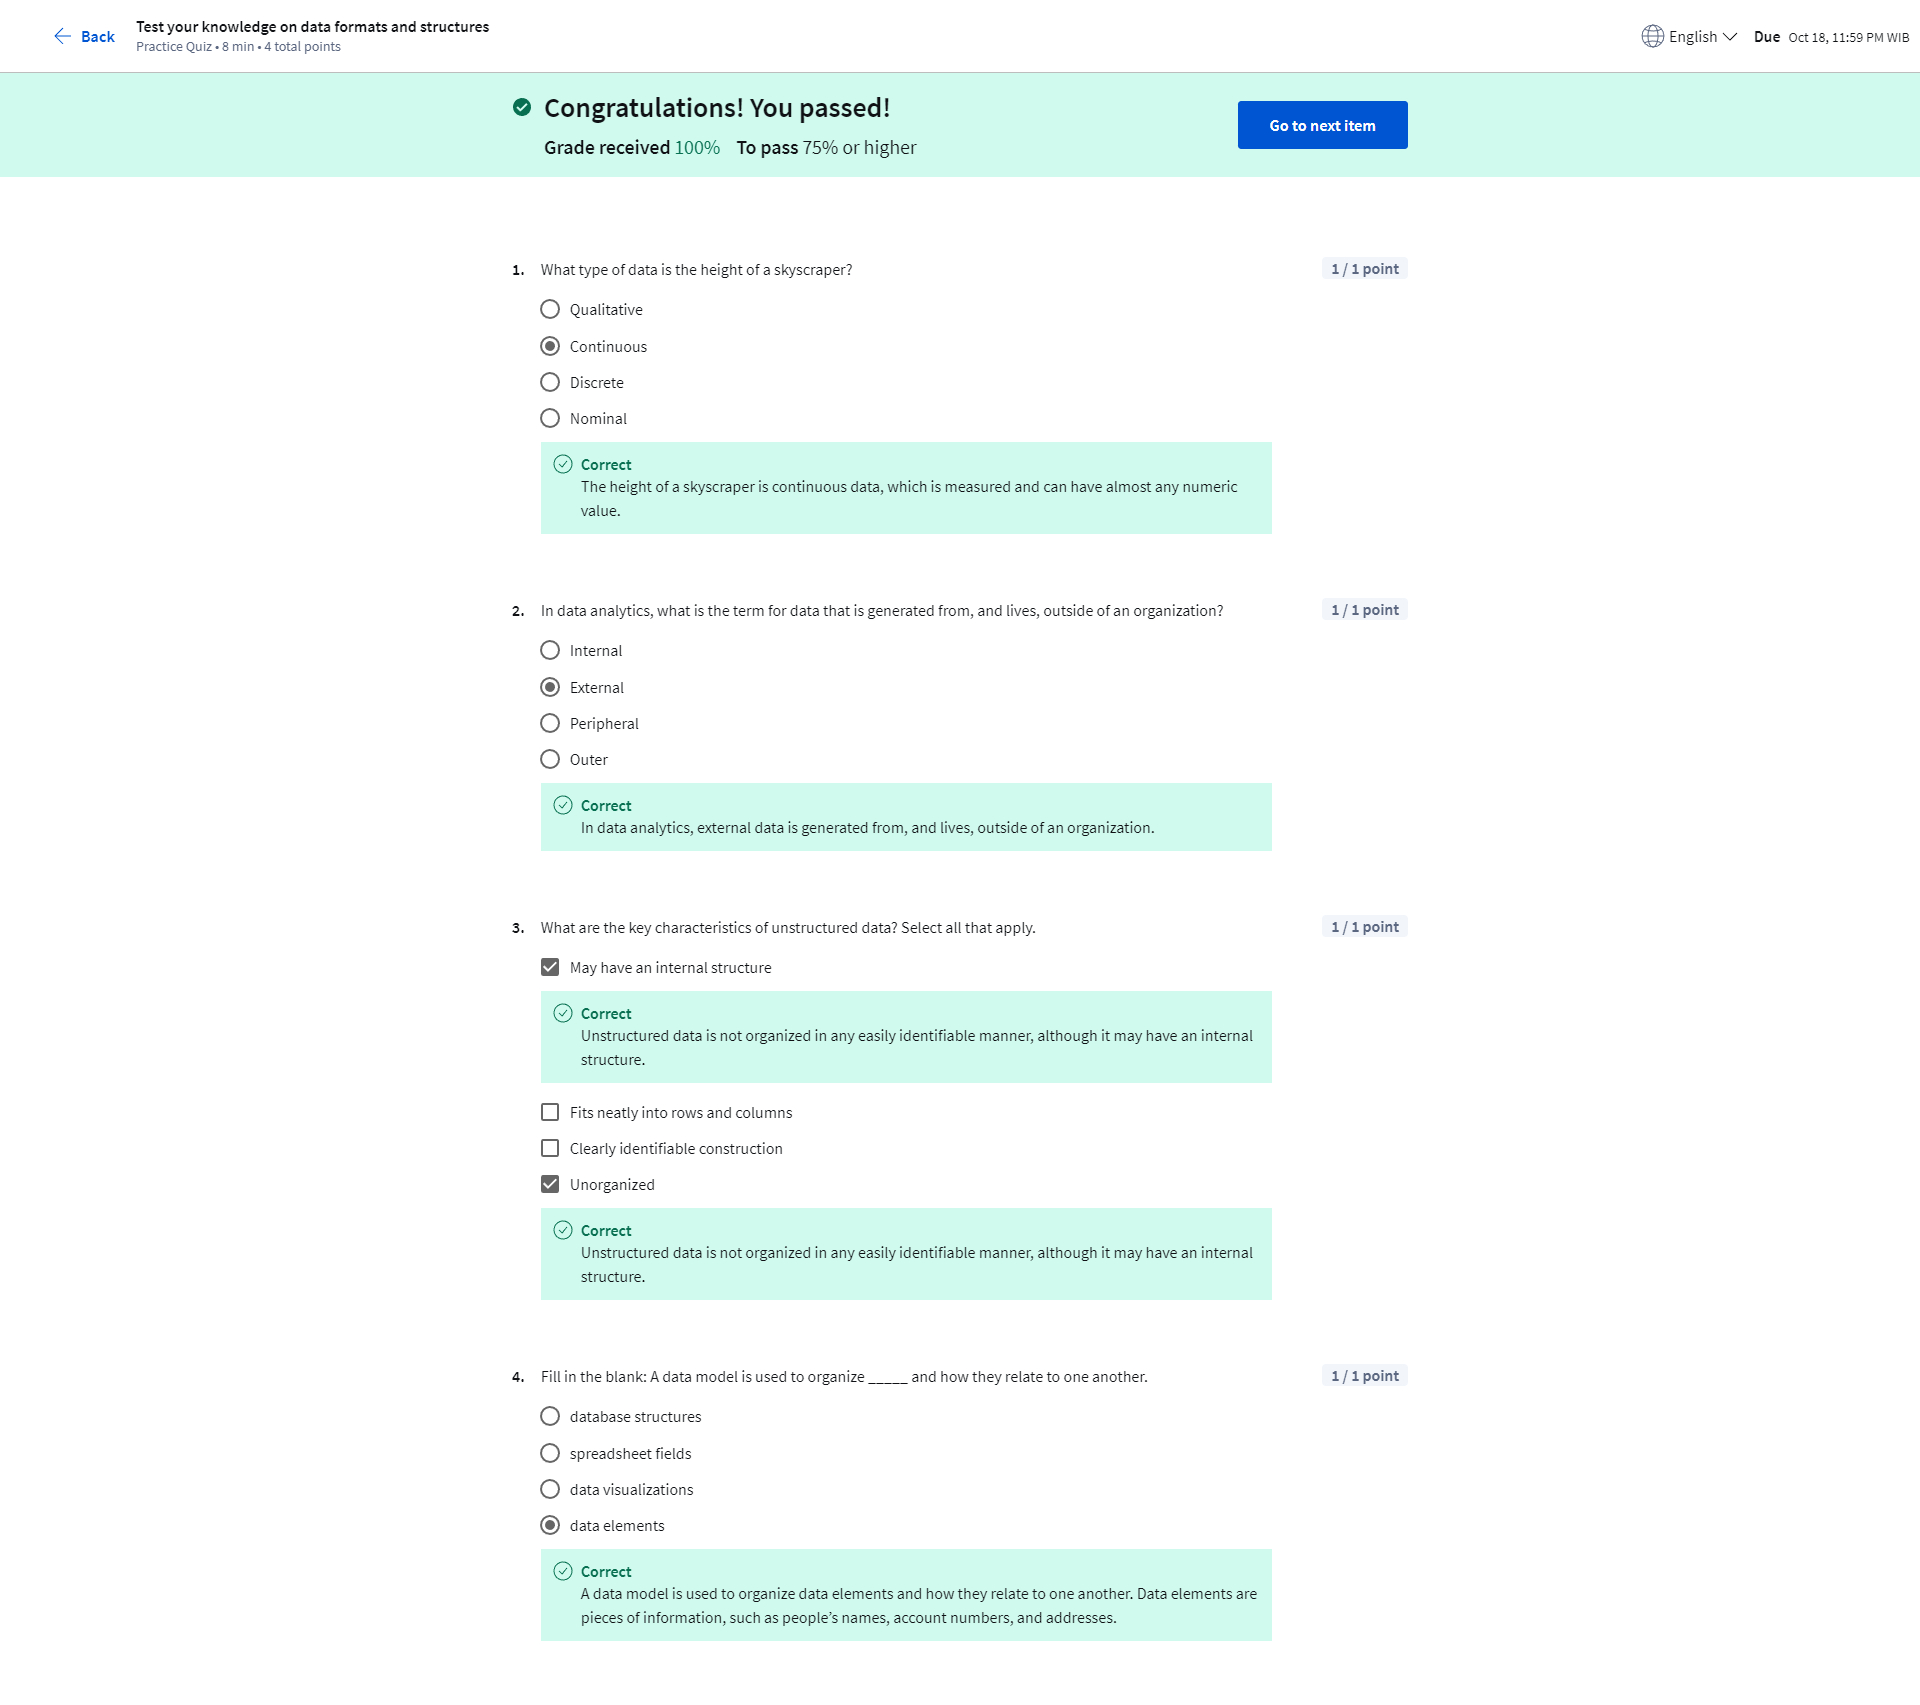 Back
Test your knowledge on data formats and structures
Practice Quiz • 8 min • 4 total points
English
Due Oct 18, 11:59 PM WIB
Congratulations! You passed!
Grade received 100% To pass 75% or higher
Go to next item
1. What type of data is the height of a skyscraper?
1 / 1 point
Qualitative
Continuous
Discrete
Nominal
Correct
The height of a skyscraper is continuous data, which is measured and can have almost any numeric
value.
2. In data analytics, what is the term for data that is generated from, and lives, outside of an organization?
1 / 1 point
Internal
External
Peripheral
Outer
Correct
In data analytics, external data is generated from, and lives, outside of an organization.
3. What are the key characteristics of unstructured data? Select all that apply.
1 / 1 point
May have an internal structure
Correct
Unstructured data is not organized in any easily identifiable manner, although it may have an internal
structure.
Fits neatly into rows and columns
Clearly identifiable construction
Unorganized
Correct
Unstructured data is not organized in any easily identifiable manner, although it may have an internal
structure.
4. Fill in the blank: A data model is used to organize _____ and how they relate to one another.
1 / 1 point
database structures
spreadsheet fields
data visualizations
data elements
Correct
A data model is used to organize data elements and how they relate to one another. Data elements are
pieces of information, such as people’s names, account numbers, and addresses.